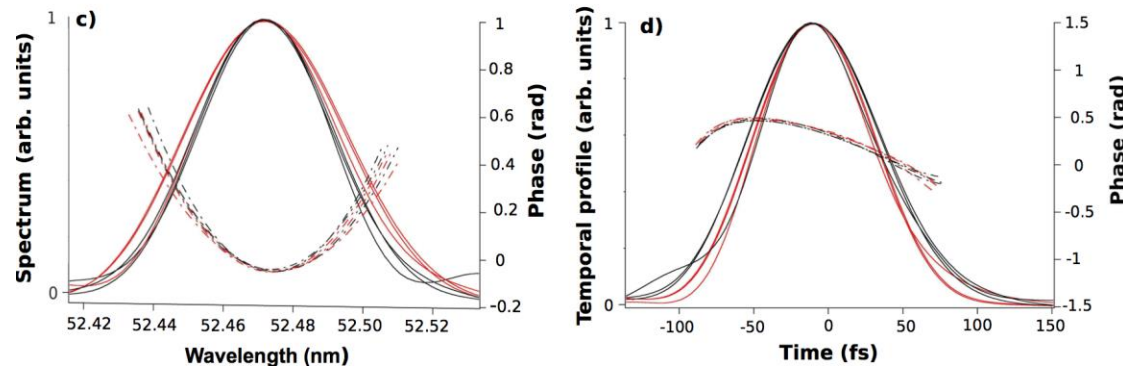 c)
Spectrum (arb. units)
1
0
52.42 52.44 52.46 52.48 52.50 52.52
Wavelength (nm)
1
0.8
0.6
0.4
0.2
0
-0.2
Phase (rad)
d)
Temporal profile (arb. units)
1
0
-100 -50 0 50 100 150
Time (fs)
1.5
1
0.5
0
-0.5
-1
-1.5
Phase (rad)